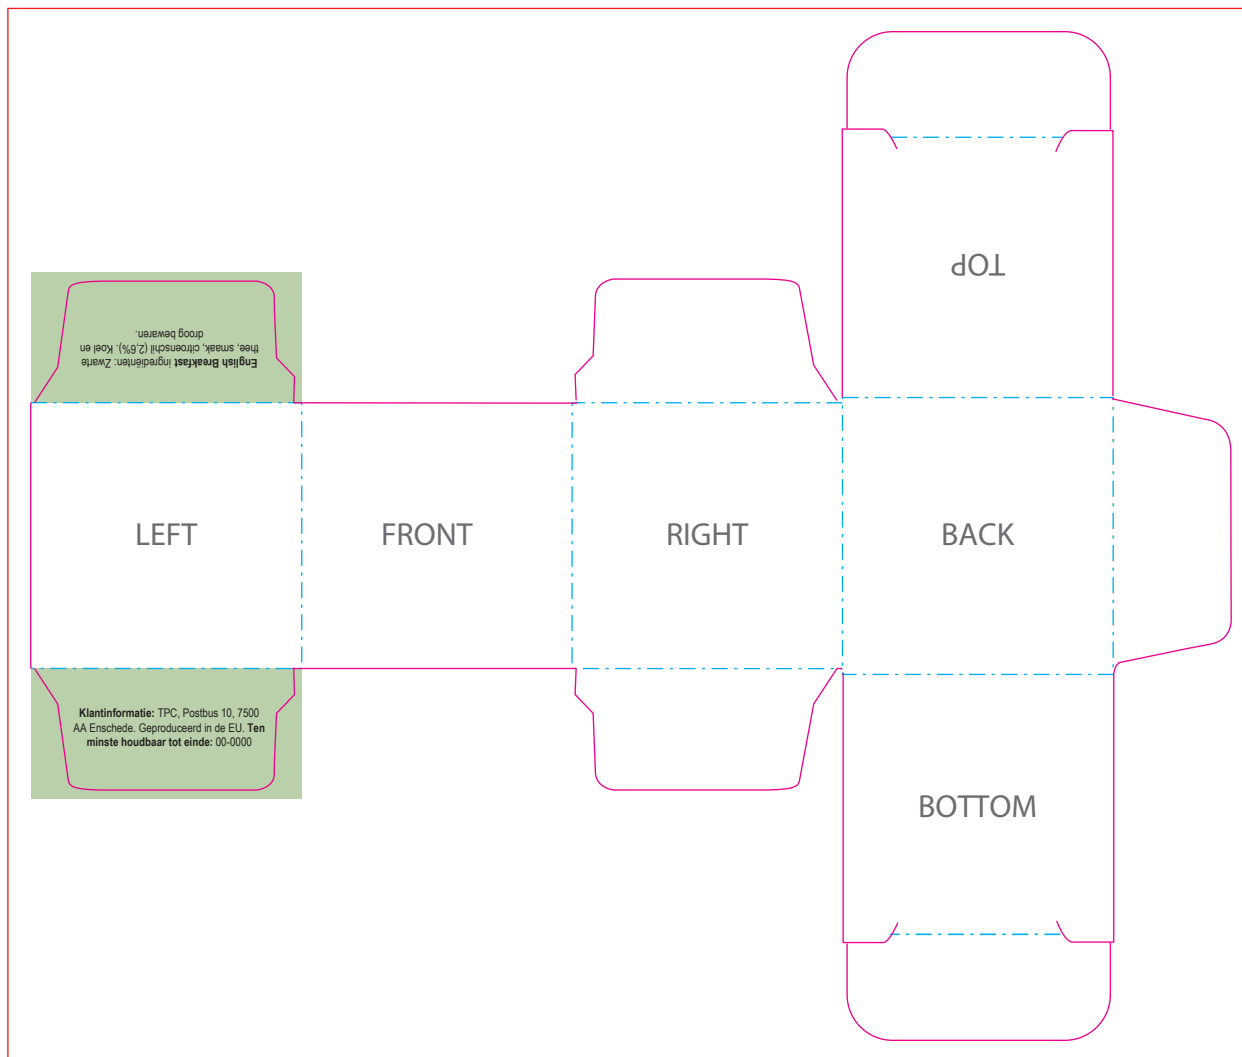 TOP
English Breakfast ingrediënten: Zwarte
thee, smaak, citroenschil (2,6%). Koel en
droog bewaren.
LEFT
FRONT
RIGHT
BACK
Klantinformatie: TPC, Postbus 10, 7500
AA Enschede. Geproduceerd in de EU. Ten
minste houdbaar tot einde: 00-0000
BOTTOM